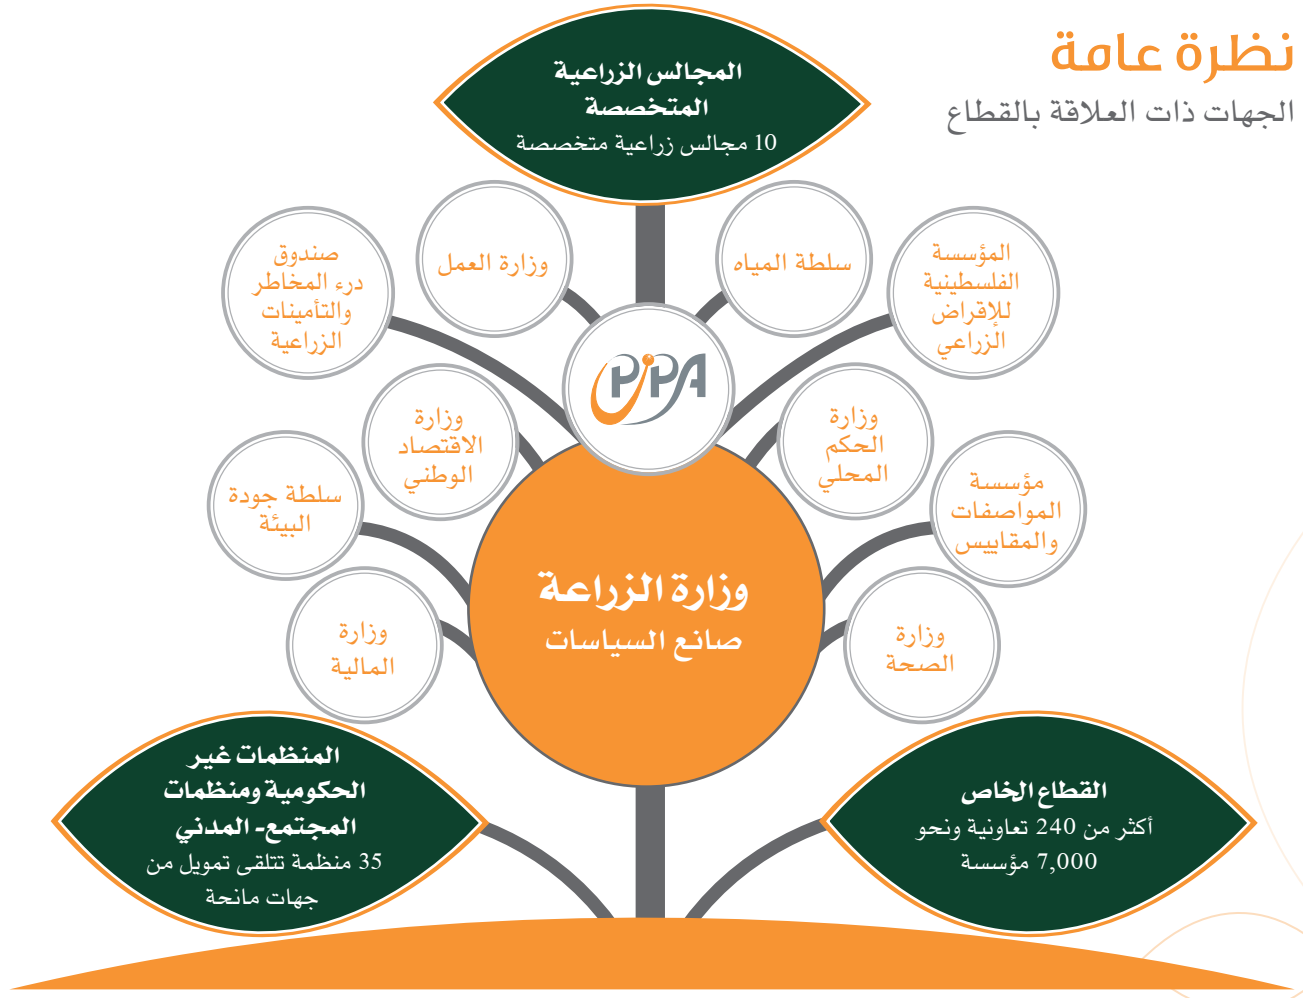 نظرة عامة
الجهات ذات العلاقة بالقطاع
المجالس الزراعية
المتخصصة
10 مجالس زراعية متخصصة
المؤسسة
الفلسطينية
للإقراض
الزراعي
سلطة المياه
وزارة العمل
صندوق
درء المخاطر
والتأمينات
الزراعية
PIPA
وزارة
الحكم
المحلي
وزارة
الاقتصاد
الوطني
مؤسسة
المواصفات
والمقاييس
سلطة جودة
البيئة
وزارة الزراعة
صانع السياسات
وزارة
الصحة
وزارة
المالية
القطاع الخاص
أكثر من 240 تعاونية ونحو
7,000 مؤسسة
المنظمات غير
الحكومية ومنظمات
المجتمع- المدني
35 منظمة تتلقى تمويل من
جهات مانحة